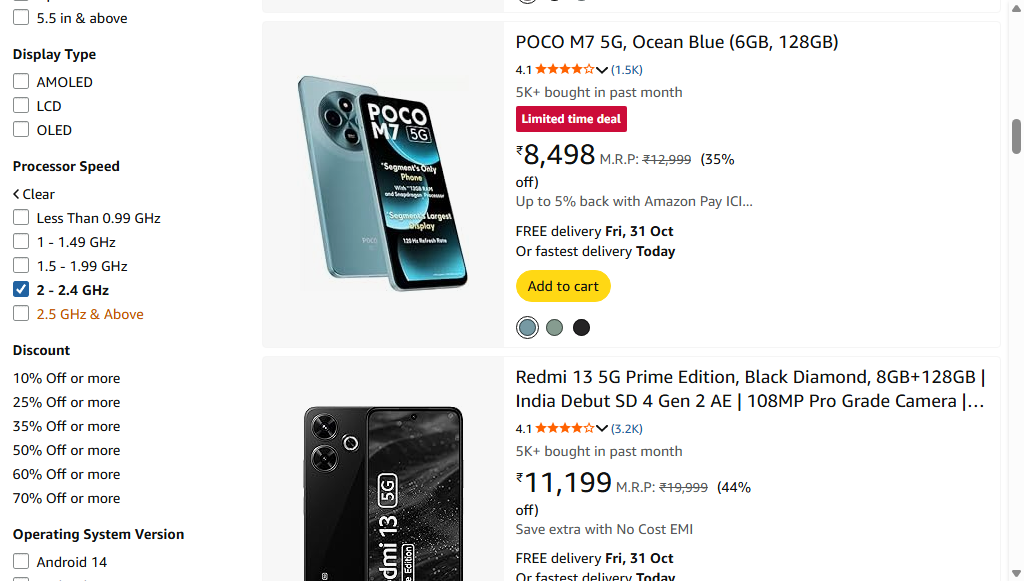 5.5 in & above
Display Type
AMOLED
LCD
OLED
Processor Speed
Clear
Less Than 0.99 GHz
1 - 1.49 GHz
1.5 - 1.99 GHz
2 - 2.4 GHz
2.5 GHz & Above
Discount
10% Off or more
25% Off or more
35% Off or more
50% Off or more
60% Off or more
70% Off or more
Operating System Version
Android 14
POCO
M7 5G
"Segment's Only
Phone
With "12GB RAM
and Snapdragon Processor
"Segment's Largest
Display
120 Hz Refresh Rate
POCO
POCO M7 5G, Ocean Blue (6GB, 128GB)
4.1 (1.5K)
5K+ bought in past month
Limited time deal
₹8,498 M.R.P: ₹12,999 (35%
off)
Up to 5% back with Amazon Pay ICI…
FREE delivery Fri, 31 Oct
Or fastest delivery Today
Add to cart
dmi 13 5G
e Edition
Redmi 13 5G Prime Edition, Black Diamond, 8GB+128GB |
India Debut SD 4 Gen 2 AE | 108MP Pro Grade Camera |…
4.1 (3.2K)
5K+ bought in past month
₹11,199 M.R.P: ₹19,999 (44%
off)
Save extra with No Cost EMI
FREE delivery Fri, 31 Oct
Or fastest delivery Today